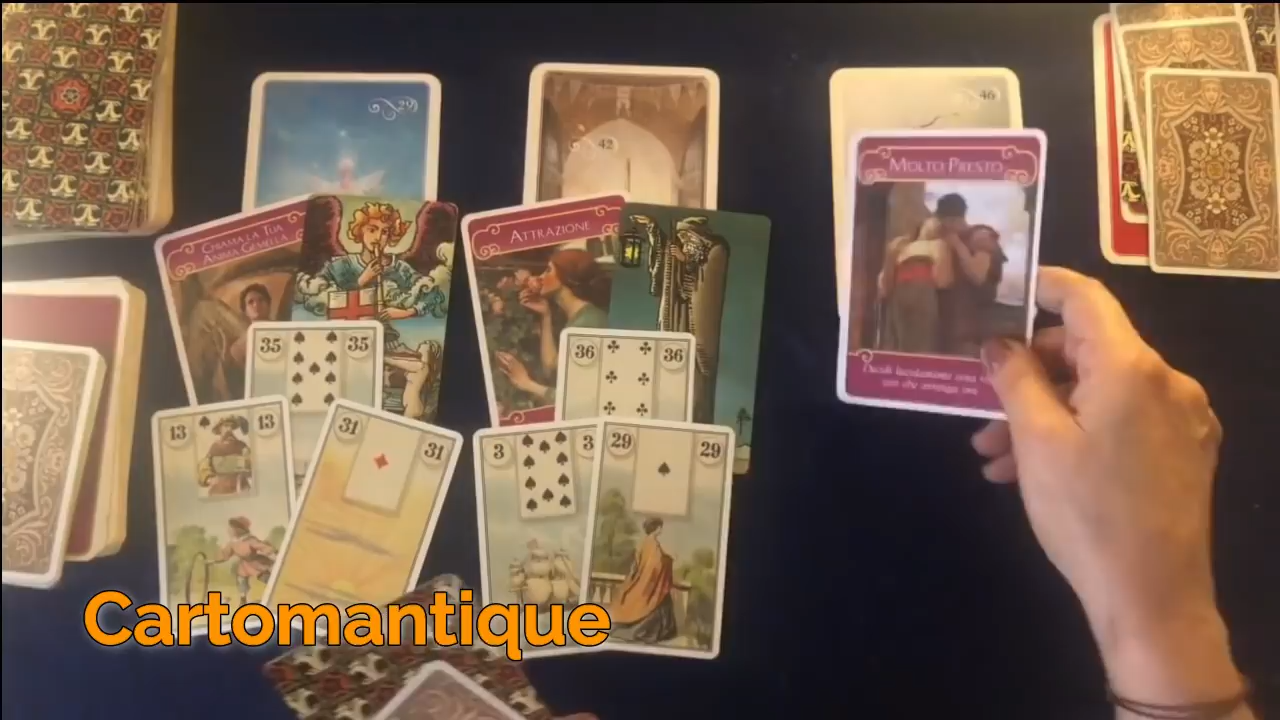 29
42
46
MOLTO PRESTO
CHIAMA LA TUA
ANIMA GEMELLA
ATTRAZIONE
35 35
36 36
13 13
31 31
3 3
29 29
Cartomantique